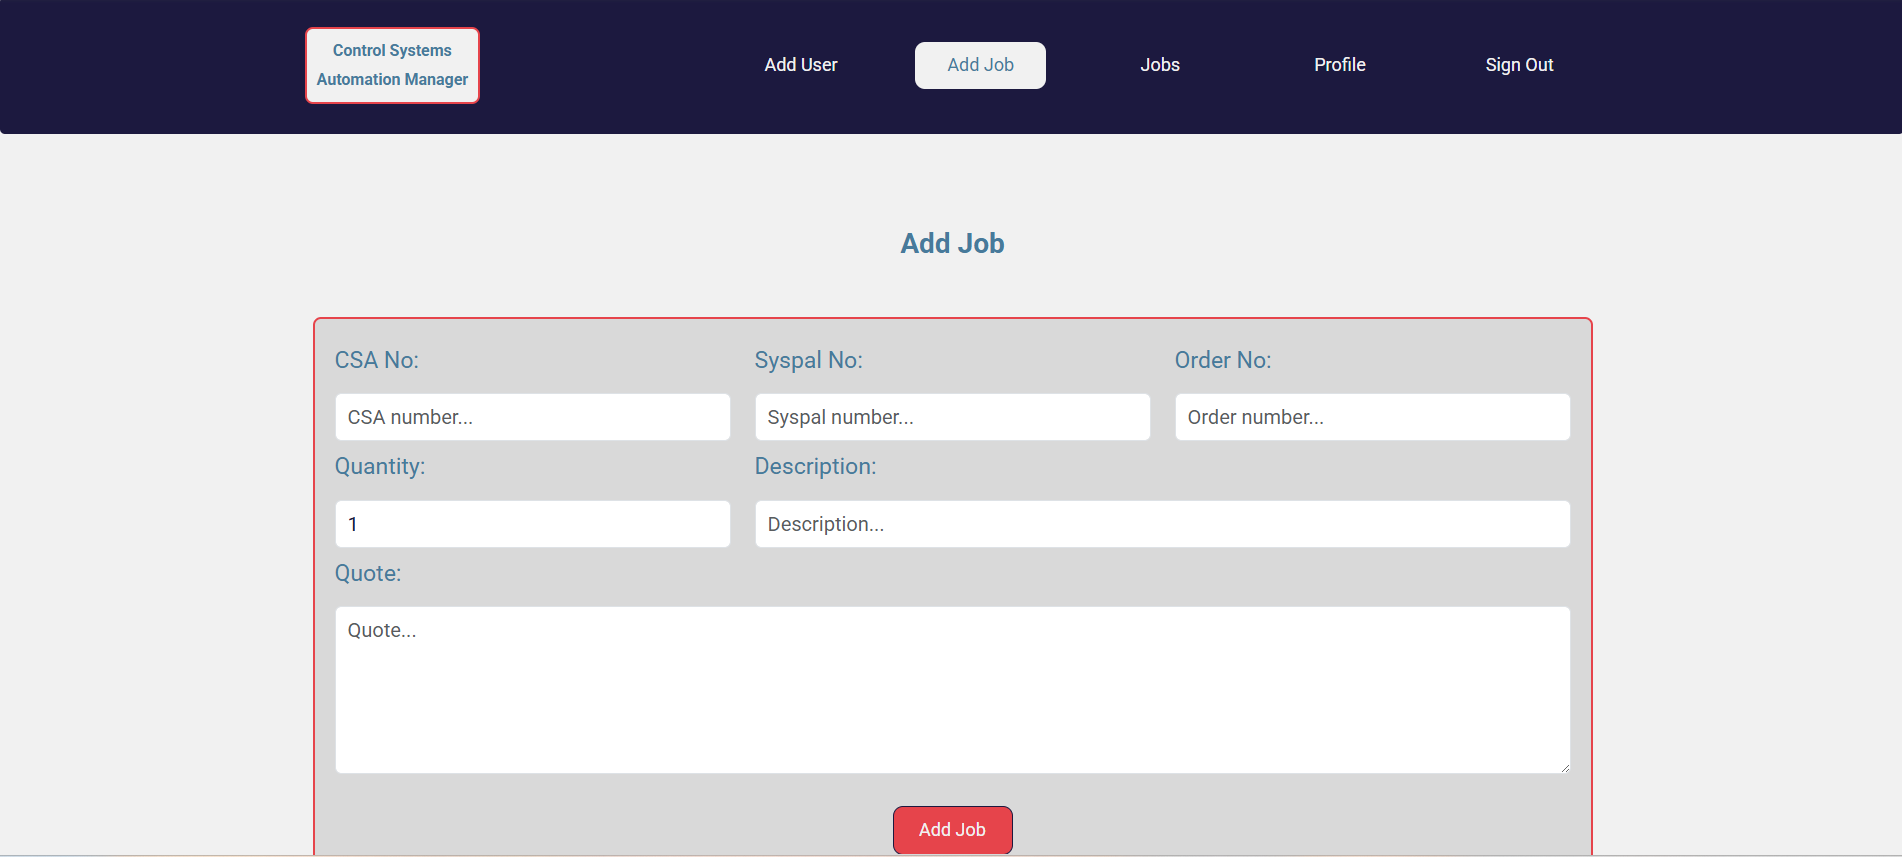 Control Systems
Automation Manager
Add User
Add Job
Jobs
Profile
Sign Out
Add Job
CSA No:
Syspal No:
Order No:
CSA number...
Syspal number...
Order number...
Quantity:
Description:
1
Description...
Quote:
Quote...
Add Job